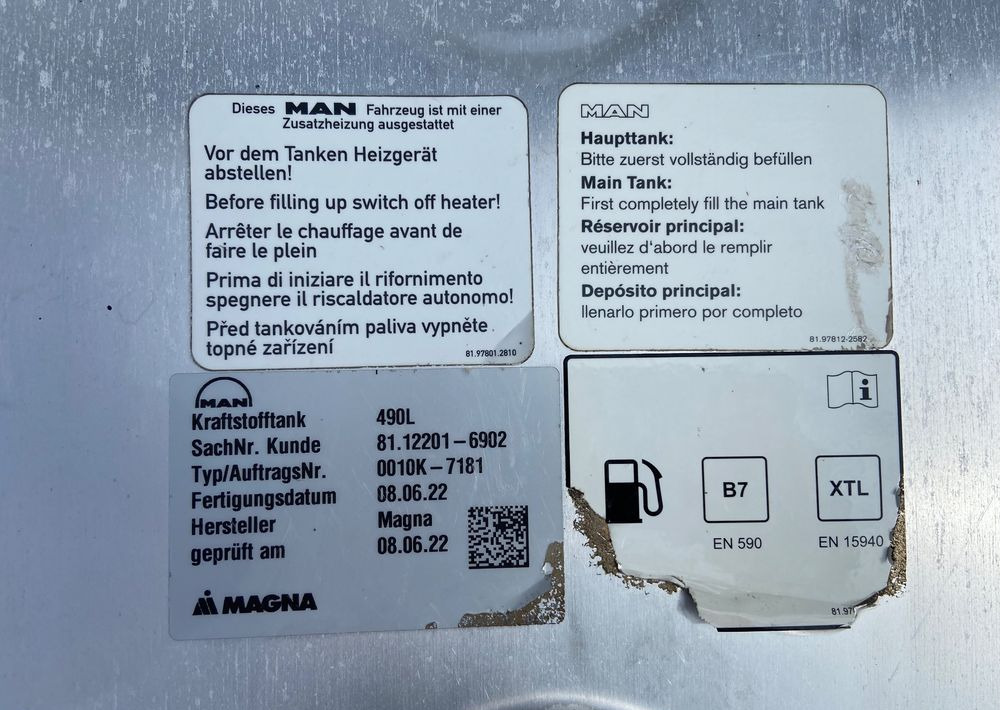 Dieses MAN Fahrzeug ist mit einer
Zusatzheizung ausgestattet
Vor dem Tanken Heizgerät
abstellen!
Before filling up switch off heater!
Arrêter le chauffage avant de
faire le plein
Prima di iniziare il rifornimento
spegnere il riscaldatore autonomo!
Před tankováním paliva vypněte
topné zařízení
81.97801.2810
MAN
Haupttank:
Bitte zuerst vollständig befüllen
Main Tank:
First completely fill the main tank
Réservoir principal:
veuillez d'abord le remplir
entièrement
Depósito principal:
llenarlo primero por completo
81.97812-2582
MAN
Kraftstofftank 490L
SachNr. Kunde 81.12201-6902
Typ/AuftragsNr. 0010K-7181
Fertigungsdatum 08.06.22
Hersteller Magna
geprüft am 08.06.22
MAGNA
i
B7 XTL
EN 590 EN 15940
81.97